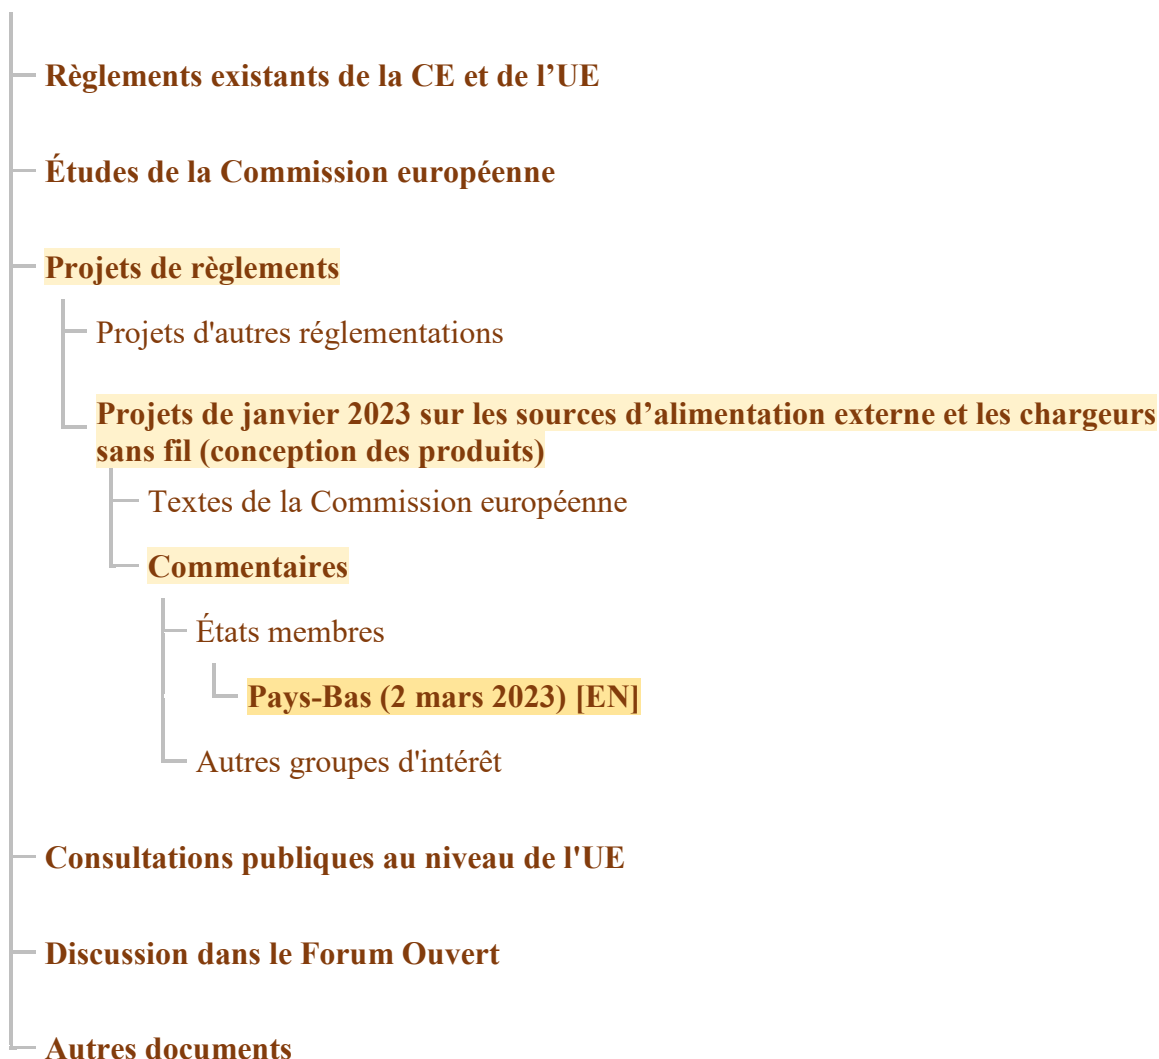 Règlements existants de la CE et de l’UE
Études de la Commission européenne
Projets de règlements
Projets d'autres réglementations
Projets de janvier 2023 sur les sources d’alimentation externe et les chargeurs
sans fil (conception des produits)
Textes de la Commission européenne
Commentaires
États membres
Pays-Bas (2 mars 2023) [EN]
Autres groupes d'intérêt
Consultations publiques au niveau de l'UE
Discussion dans le Forum Ouvert
Autres documents